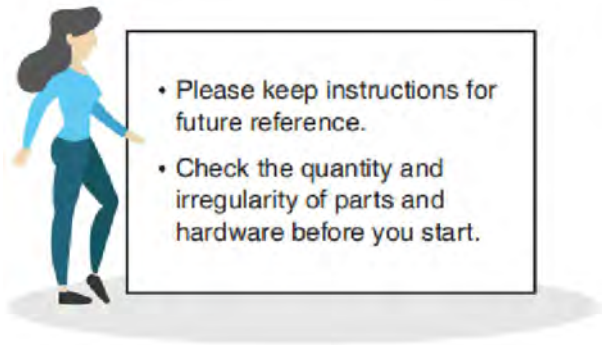 • Please keep instructions for
future reference.
• Check the quantity and
irregularity of parts and
hardware before you start.